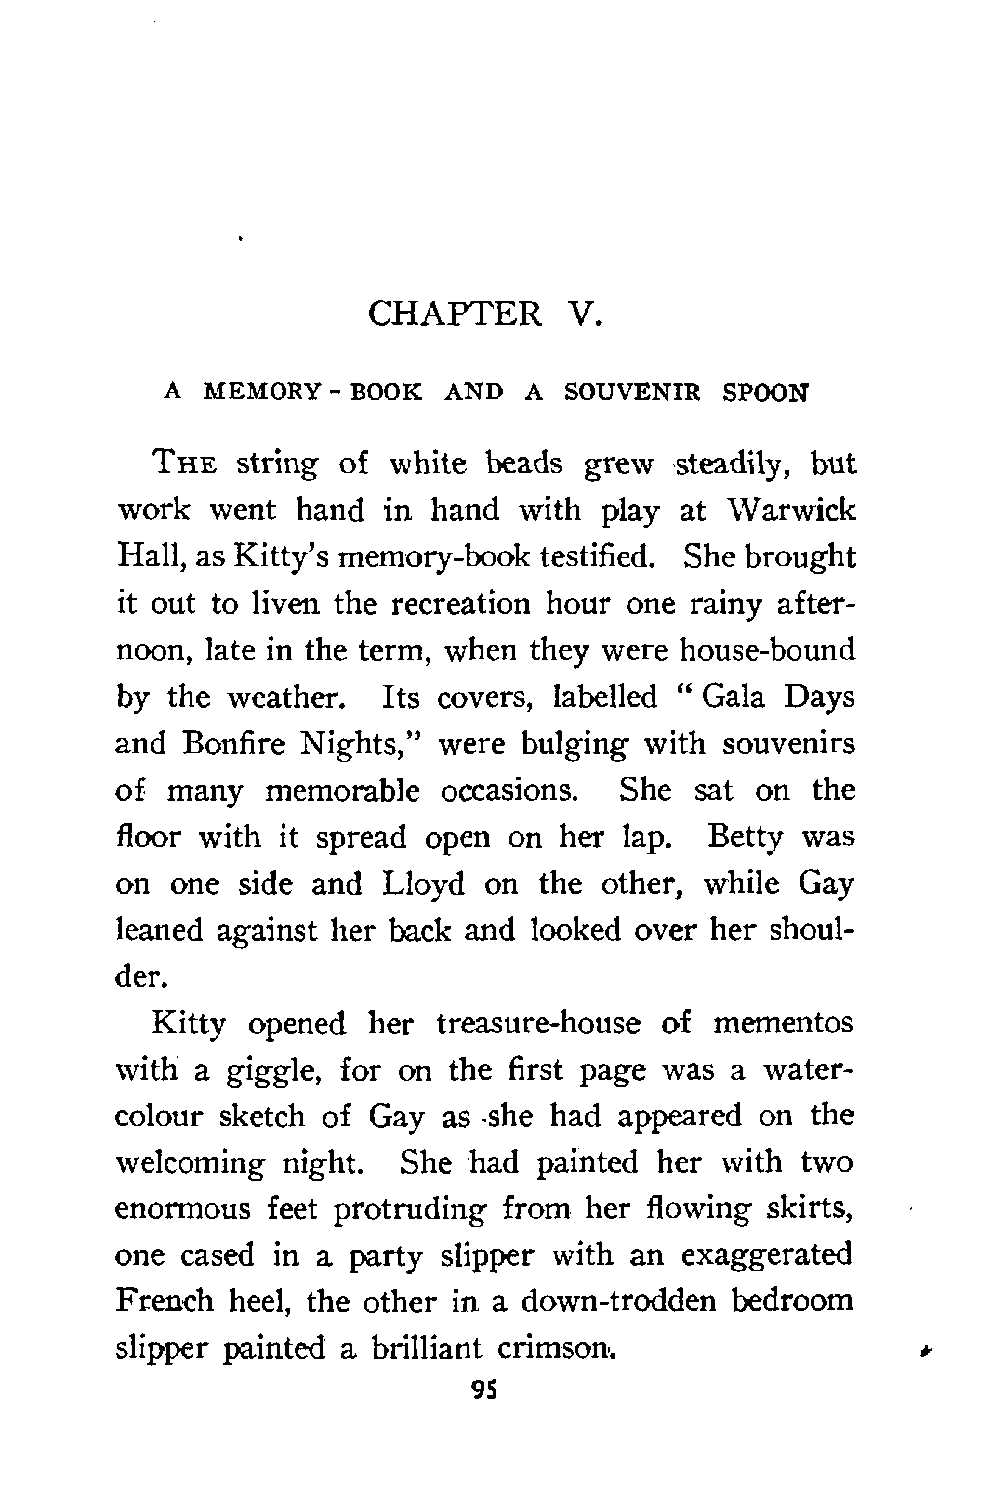 CHAPTER V.
A MEMORY - BOOK AND A SOUVENIR SPOON
THE string of white beads grew steadily, but
work went hand in hand with play at Warwick
Hall, as Kitty's memory-book testified. She brought
it out to liven the recreation hour one rainy after-
noon, late in the term, when they were house-bound
by the weather. Its covers, labelled " Gala Days
and Bonfire Nights," were bulging with souvenirs
of many memorable occasions. She sat on the
floor with it spread open on her lap. Betty was
on one side and Lloyd on the other, while Gay
leaned against her back and looked over her shoul-
der.
Kitty opened her treasure-house of mementos
with a giggle, for on the first page was a water-
colour sketch of Gay as she had appeared on the
welcoming night. She had painted her with two
enormous feet protruding from her flowing skirts,
one cased in a party slipper with an exaggerated
French heel, the other in a down-trodden bedroom
slipper painted a brilliant crimson.
95